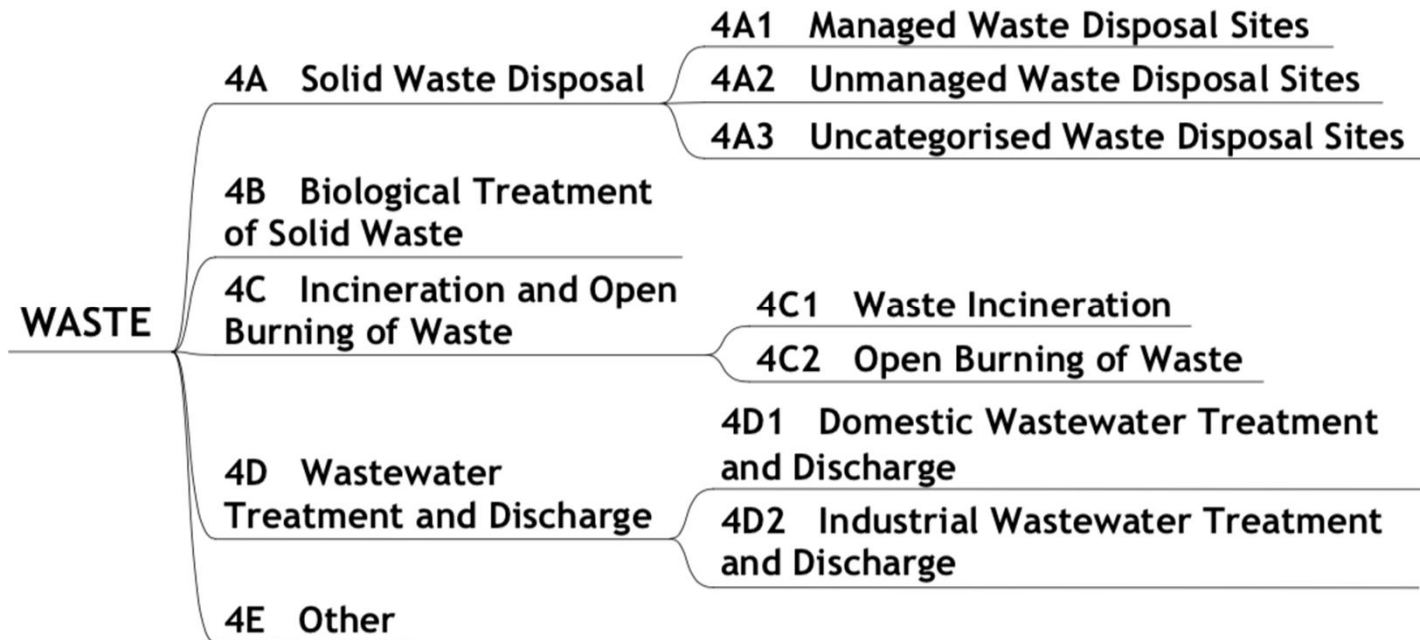 WASTE
4A Solid Waste Disposal
4A1 Managed Waste Disposal Sites
4A2 Unmanaged Waste Disposal Sites
4A3 Uncategorised Waste Disposal Sites
4B Biological Treatment
of Solid Waste
4C Incineration and Open
Burning of Waste
4C1 Waste Incineration
4C2 Open Burning of Waste
4D Wastewater
Treatment and Discharge
4D1 Domestic Wastewater Treatment
and Discharge
4D2 Industrial Wastewater Treatment
and Discharge
4E Other